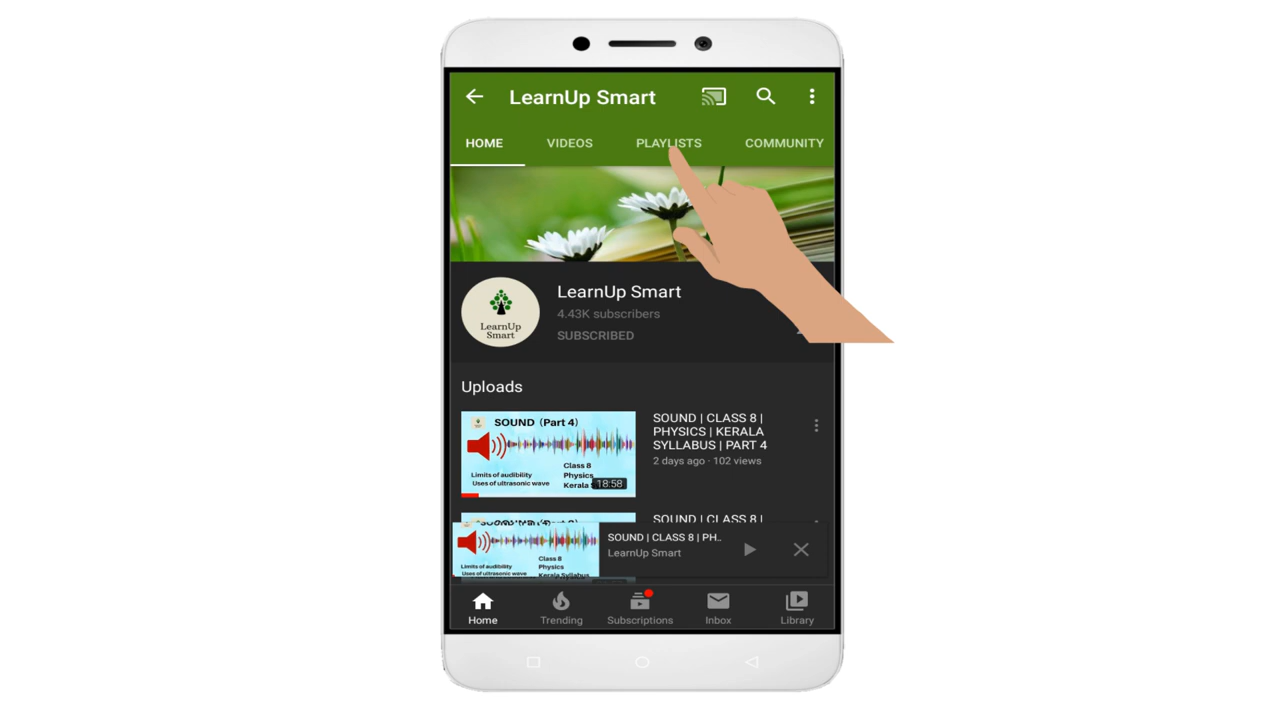 LearnUp Smart
HOME VIDEOS PLAYLISTS COMMUNITY
LearnUp
Smart
LearnUp Smart
4.43K subscribers
SUBSCRIBED
Uploads
SOUND (Part 4)
Class 8
Physics
Kerala
Limits of audibility
Uses of ultrasonic wave
18:58
SOUND | CLASS 8 |
PHYSICS | KERALA
SYLLABUS | PART 4
2 days ago · 102 views
SOUND | CLASS 8 |
Class 8
Physics
Kerala Syllabus
Limits of audibility
Uses of ultrasonic wave
SOUND | CLASS 8 | PH..
LearnUp Smart
Home Trending Subscriptions Inbox Library